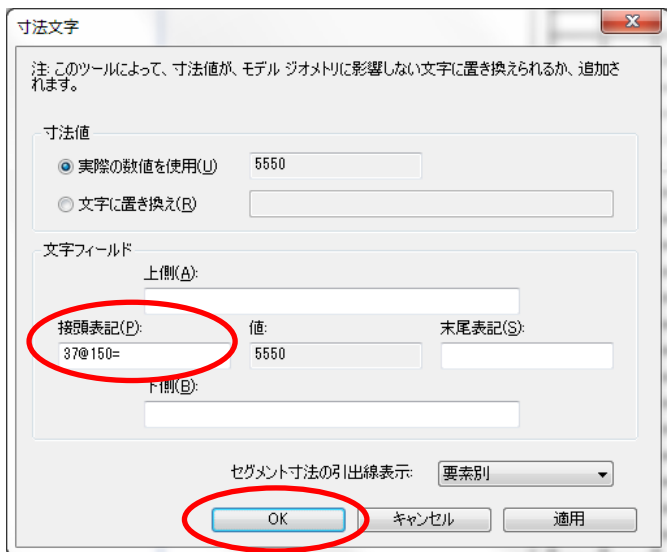 寸法文字
注: このツールによって、寸法値が、モデル ジオメトリに影響しない文字に置き換えられるか、追加さ
れます。
寸法値
実際の数値を使用(U)
5550
文字に置き換え(R)
文字フィールド
上側(A):
接頭表記(P):
値:
末尾表記(S):
37@150=
5550
下側(B):
セグメント寸法の引出線表示:
要素別
OK
キャンセル
適用